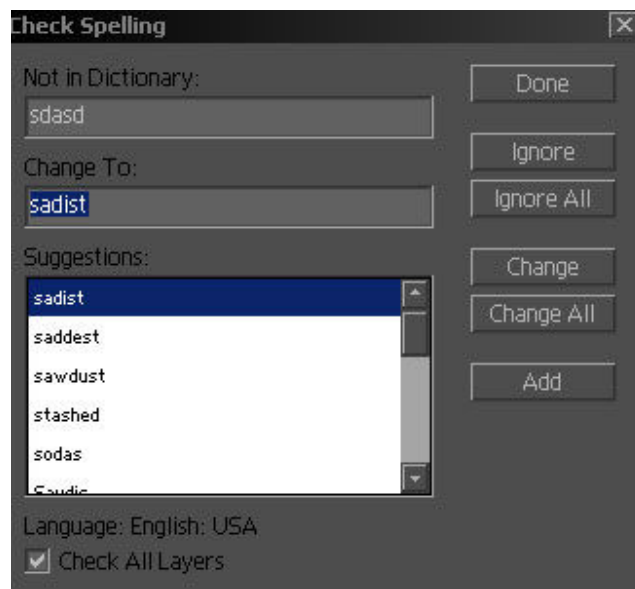 Check Spelling
Not in Dictionary:
sdasd
Change To:
sadist
Suggestions:
sadist
saddest
sawdust
stashed
sodas
Language: English: USA
Check All Layers
Done
Ignore
Ignore All
Change
Change All
Add